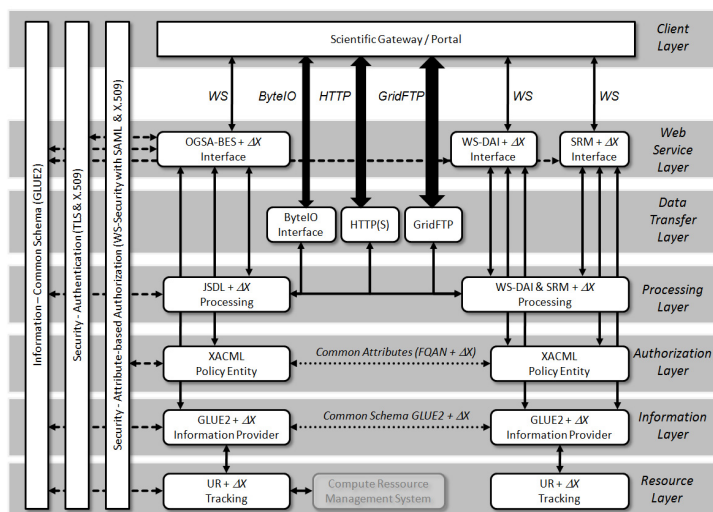 Scientific Gateway / Portal
Client
Layer
WS
ByteIO
HTTP
GridFTP
WS
WS
Information – Common Schema (GLUE2)
Security - Authentication (TLS & X.509)
Security - Attribute-based Authorization (WS-Security with SAML & X.509)
OGSA-BES + ΔX
Interface
WS-DAI + ΔX
Interface
SRM + ΔX
Interface
Web
Service
Layer
ByteIO
Interface
HTTP(S)
GridFTP
Data
Transfer
Layer
JSDL + ΔX
Processing
WS-DAI & SRM + ΔX
Processing
Processing
Layer
XACML
Policy Entity
Common Attributes (FQAN + ΔX)
XACML
Policy Entity
Authorization
Layer
GLUE2 + ΔX
Information Provider
Common Schema GLUE2 + ΔX
GLUE2 + ΔX
Information Provider
Information
Layer
UR + ΔX
Tracking
Compute Ressource
Management System
UR + ΔX
Tracking
Resource
Layer